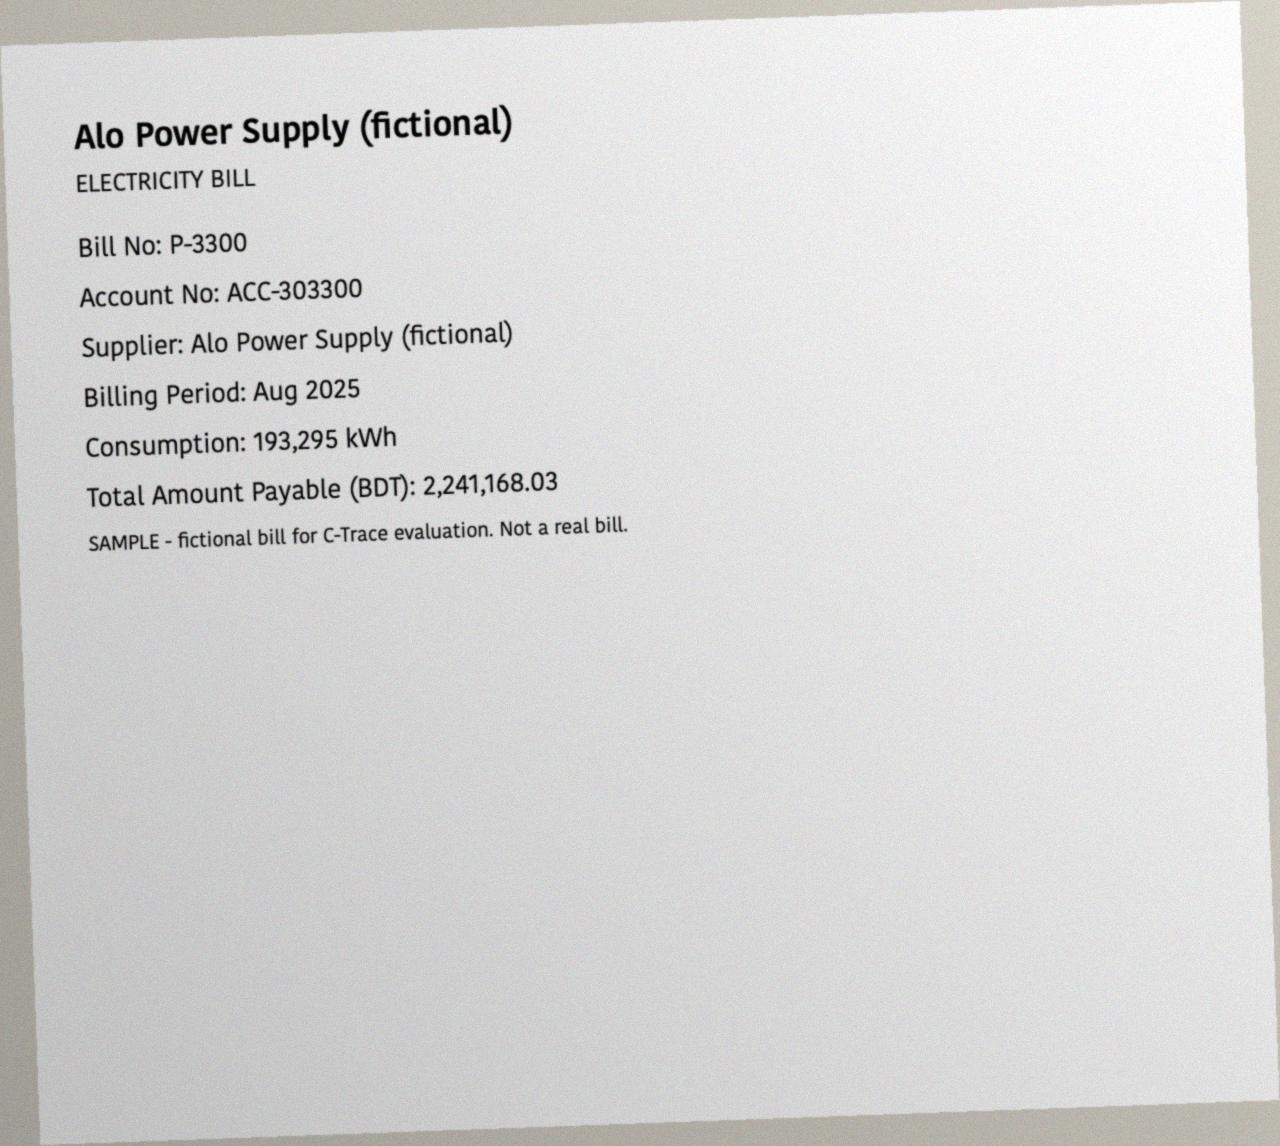 Alo Power Supply (fictional)
ELECTRICITY BILL
Bill No: P-3300
Account No: ACC-303300
Supplier: Alo Power Supply (fictional)
Billing Period: Aug 2025
Consumption: 193,295 kWh
Total Amount Payable (BDT): 2,241,168.03
SAMPLE - fictional bill for C-Trace evaluation. Not a real bill.